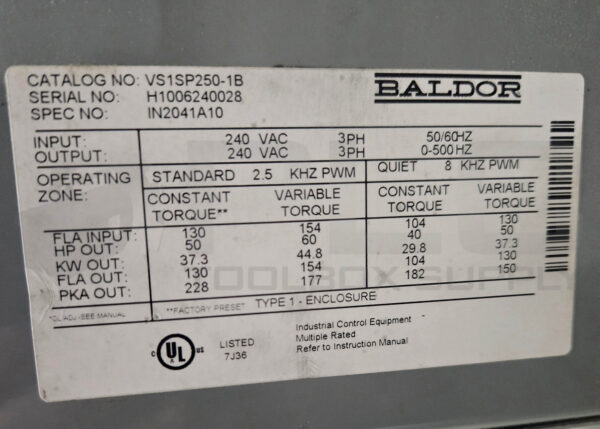 CATALOG NO: VS1SP250-1B
SERIAL NO: H1006240028
SPEC NO: IN2041A10
BALDOR
INPUT: 240 VAC 3PH 50/60HZ
OUTPUT: 240 VAC 3PH 0-500 HZ
OPERATING ZONE: STANDARD 2.5 KHZ PWM QUIET 8 KHZ PWM
CONSTANT TORQUE** VARIABLE TORQUE CONSTANT TORQUE VARIABLE TORQUE
FLA INPUT: 130 154 104 130
HP OUT: 50 60 40 50
KW OUT: 37.3 44.8 29.8 37.3
FLA OUT: 130 154 104 130
PKA OUT: 228 177 182 150
**FACTORY PRESET TYPE 1 - ENCLOSURE
C UL US
LISTED
7J36
Industrial Control Equipment
Multiple Rated
Refer to Instruction Manual
TOOLBOX SUPPLY